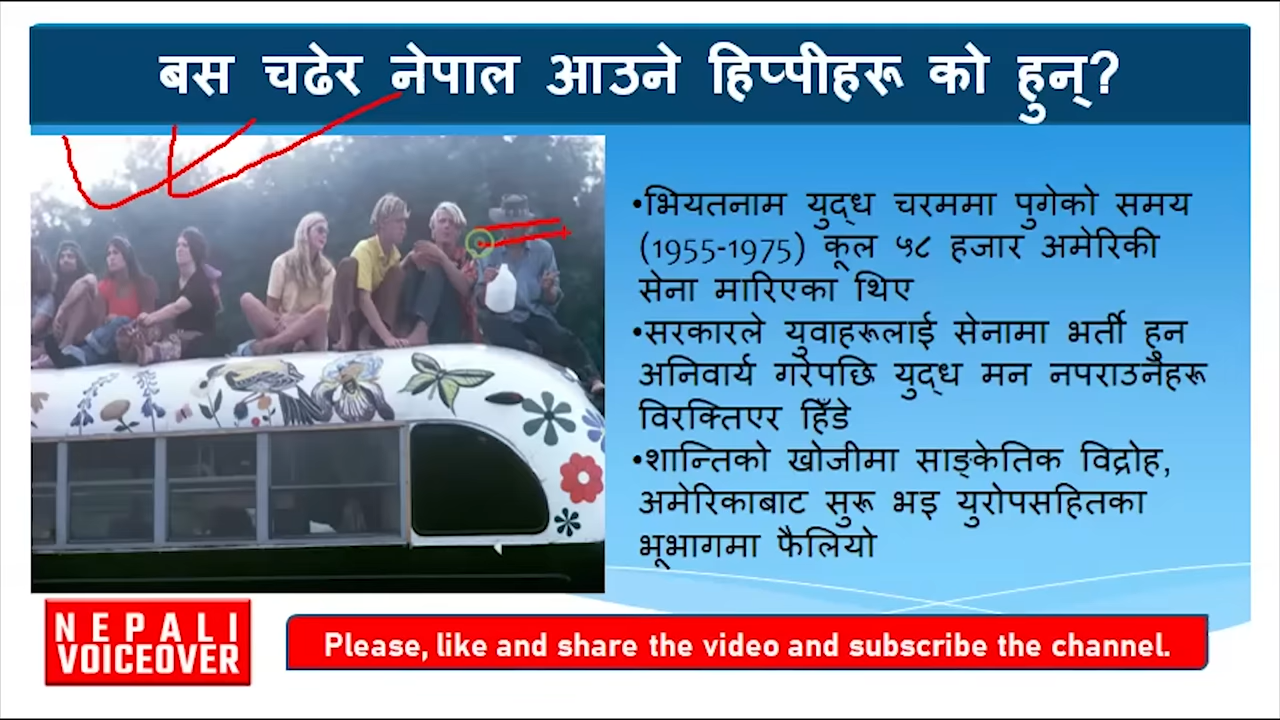 बस चढेर नेपाल आउने हिप्पीहरू को हुन्?
•भियतनाम युद्ध चरममा पुगेको समय
(1955-1975) कूल ५८ हजार अमेरिकी
सेना मारिएका थिए
•सरकारले युवाहरूलाई सेनामा भर्ती हुन
अनिवार्य गरेपछि युद्ध मन नपराउनेहरू
विरक्तिएर हिँडे
•शान्तिको खोजीमा साङ्केतिक विद्रोह,
अमेरिकाबाट सुरू भइ युरोपसहितका
भूभागमा फैलियो
NEPALI
VOICEOVER
Please, like and share the video and subscribe the channel.